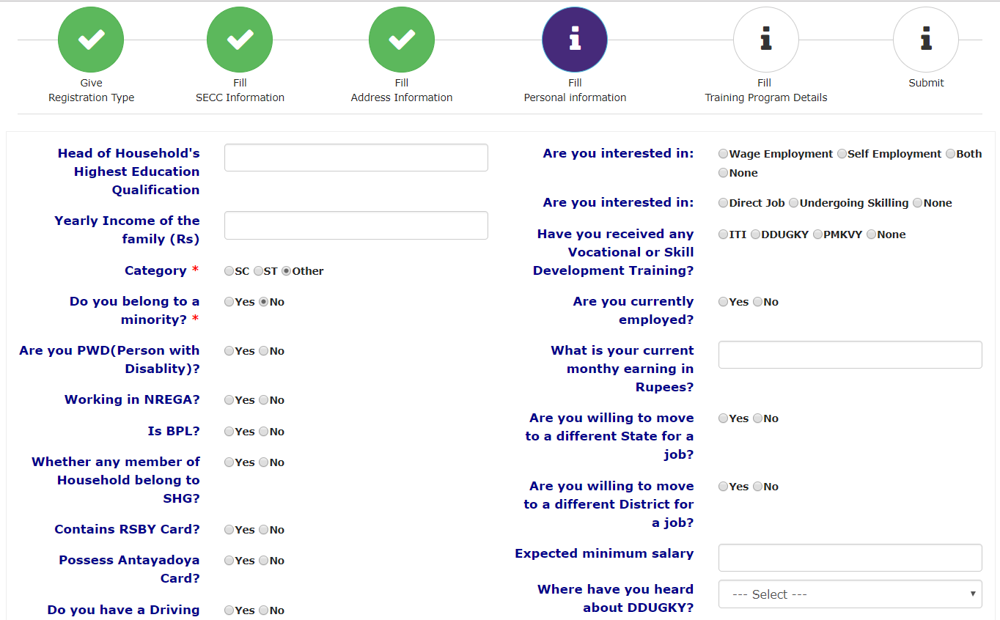 Give
Registration Type
Fill
SECC Information
Fill
Address Information
Fill
Personal information
Fill
Training Program Details
Submit
Head of Household's
Highest Education
Qualification
Yearly Income of the
family (Rs)
Category *
SC ST Other
Do you belong to a
minority? *
Yes No
Are you PWD(Person with
Disablity)?
Yes No
Working in NREGA?
Yes No
Is BPL?
Yes No
Whether any member of
Household belong to
SHG?
Yes No
Contains RSBY Card?
Yes No
Possess Antayadoya
Card?
Yes No
Do you have a Driving
Yes No
Are you interested in:
Wage Employment Self Employment Both
None
Are you interested in:
Direct Job Undergoing Skilling None
Have you received any
Vocational or Skill
Development Training?
ITI DDUGKY PMKVY None
Are you currently
employed?
Yes No
What is your current
monthy earning in
Rupees?
Are you willing to move
to a different State for a
job?
Yes No
Are you willing to move
to a different District for
a job?
Yes No
Expected minimum salary
Where have you heard
about DDUGKY?
--- Select ---